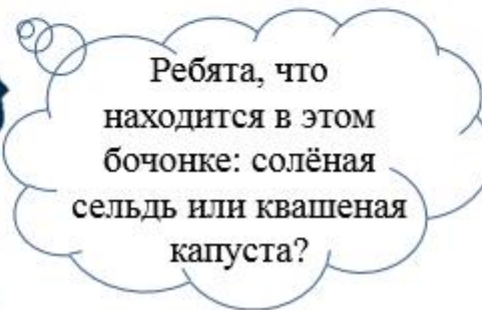 Ребята, что
находится в этом
бочонке: солёная
сельдь или квашеная
капуста?